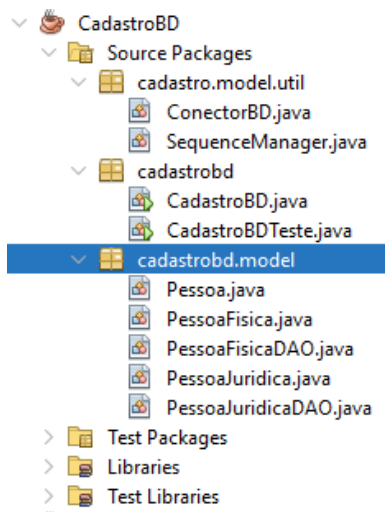 CadastroBD
Source Packages
cadastro.model.util
ConectorBD.java
SequenceManager.java
cadastrobd
CadastroBD.java
CadastroBDTeste.java
cadastrobd.model
Pessoa.java
PessoaFisica.java
PessoaFisicaDAO.java
PessoaJuridica.java
PessoaJuridicaDAO.java
Test Packages
Libraries
Test Libraries